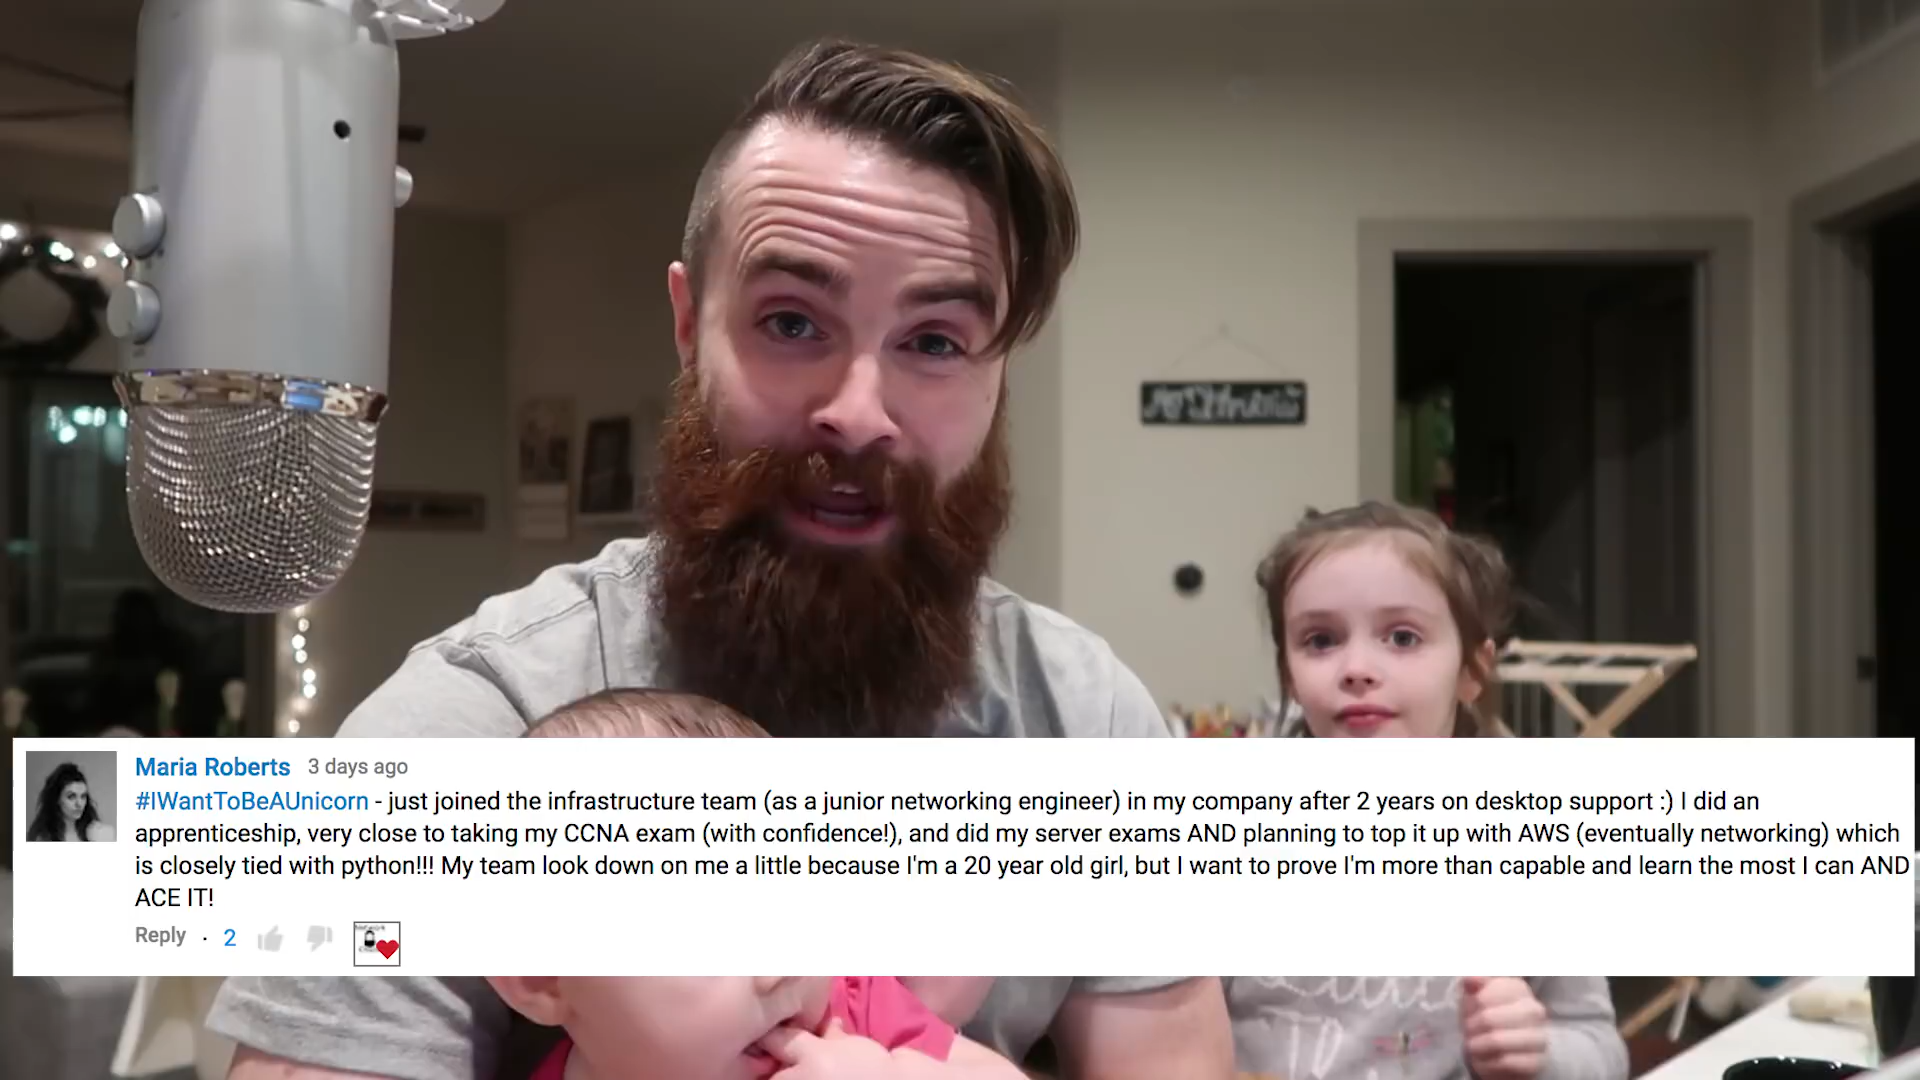 Maria Roberts 3 days ago
#IWantToBeAUnicorn - just joined the infrastructure team (as a junior networking engineer) in my company after 2 years on desktop support :) I did an
apprenticeship, very close to taking my CCNA exam (with confidence!), and did my server exams AND planning to top it up with AWS (eventually networking) which
is closely tied with python!!! My team look down on me a little because I'm a 20 year old girl, but I want to prove I'm more than capable and learn the most I can AND
ACE IT!
Reply · 2